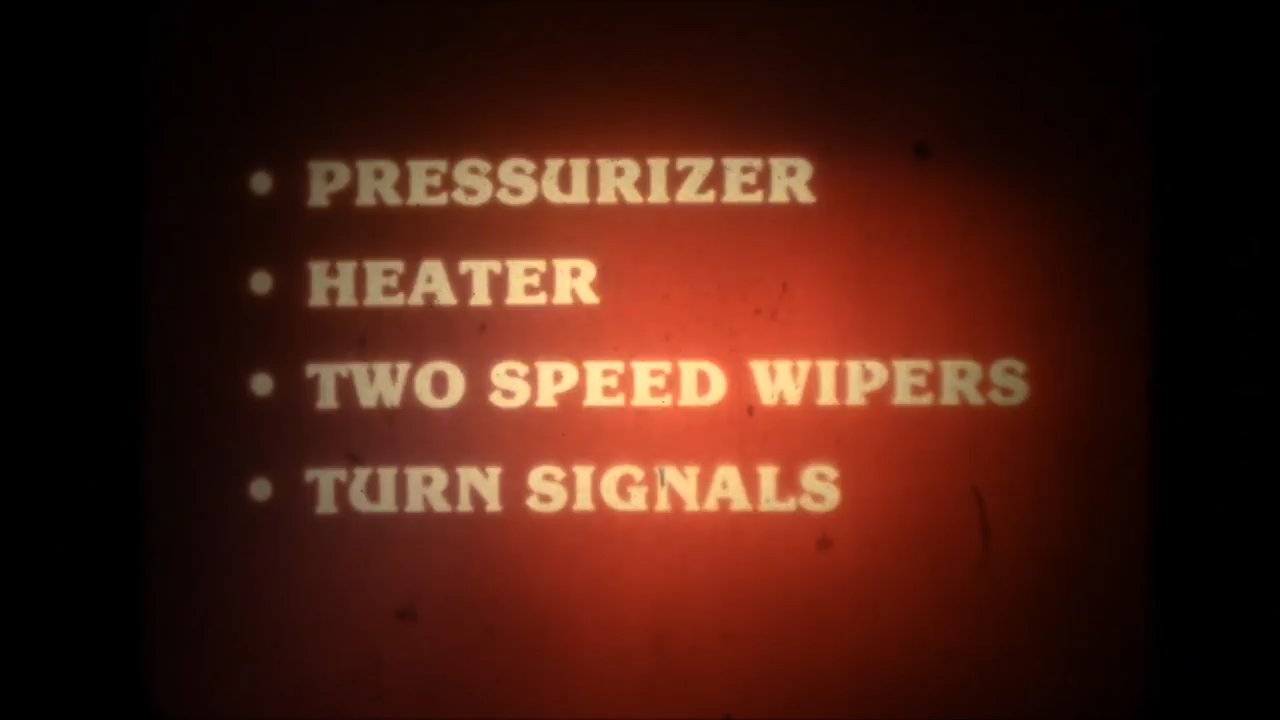 • PRESSURIZER
• HEATER
• TWO SPEED WIPERS
• TURN SIGNALS